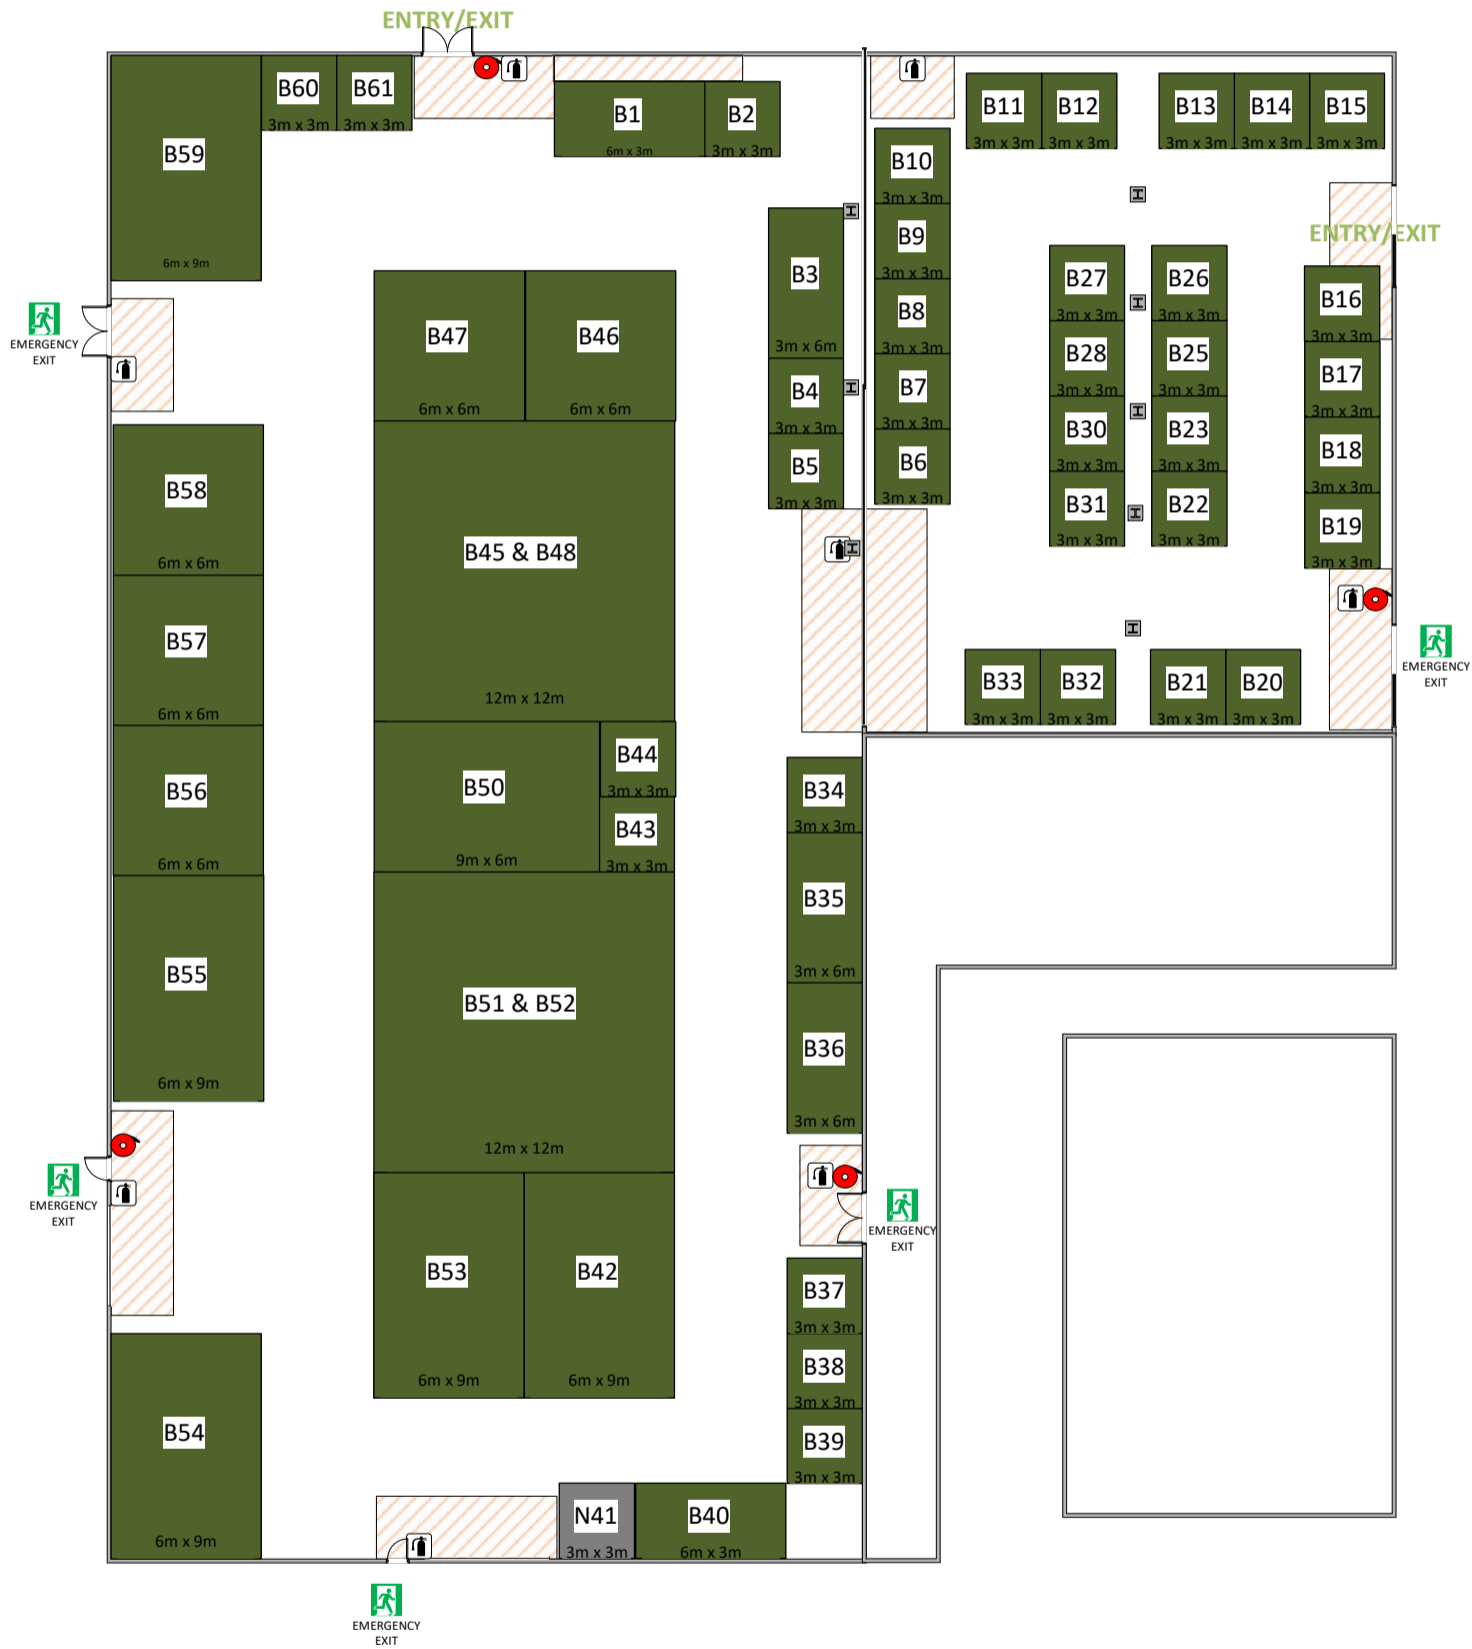 ENTRY/EXIT
B59
6m x 9m
B60
3m x 3m
B61
3m x 3m
B1
6m x 3m
B2
3m x 3m
B11
3m x 3m
B12
3m x 3m
B13
3m x 3m
B14
3m x 3m
B15
3m x 3m
B10
3m x 3m
B9
3m x 3m
B8
3m x 3m
B7
3m x 3m
B6
3m x 3m
ENTRY/EXIT
B3
3m x 6m
B4
3m x 3m
B5
3m x 3m
B27
3m x 3m
B26
3m x 3m
B28
3m x 3m
B25
3m x 3m
B30
3m x 3m
B23
3m x 3m
B31
3m x 3m
B22
3m x 3m
B16
3m x 3m
B17
3m x 3m
B18
3m x 3m
B19
3m x 3m
EMERGENCY
EXIT
B47
6m x 6m
B46
6m x 6m
B58
6m x 6m
B45 & B48
12m x 12m
B57
6m x 6m
B33
3m x 3m
B32
3m x 3m
B21
3m x 3m
B20
3m x 3m
EMERGENCY
EXIT
B56
6m x 6m
B50
9m x 6m
B44
3m x 3m
B43
3m x 3m
B34
3m x 3m
B35
3m x 6m
B36
3m x 6m
B55
6m x 9m
B51 & B52
12m x 12m
EMERGENCY
EXIT
EMERGENCY
EXIT
B53
6m x 9m
B42
6m x 9m
B37
3m x 3m
B38
3m x 3m
B39
3m x 3m
B54
6m x 9m
N41
3m x 3m
B40
6m x 3m
EMERGENCY
EXIT